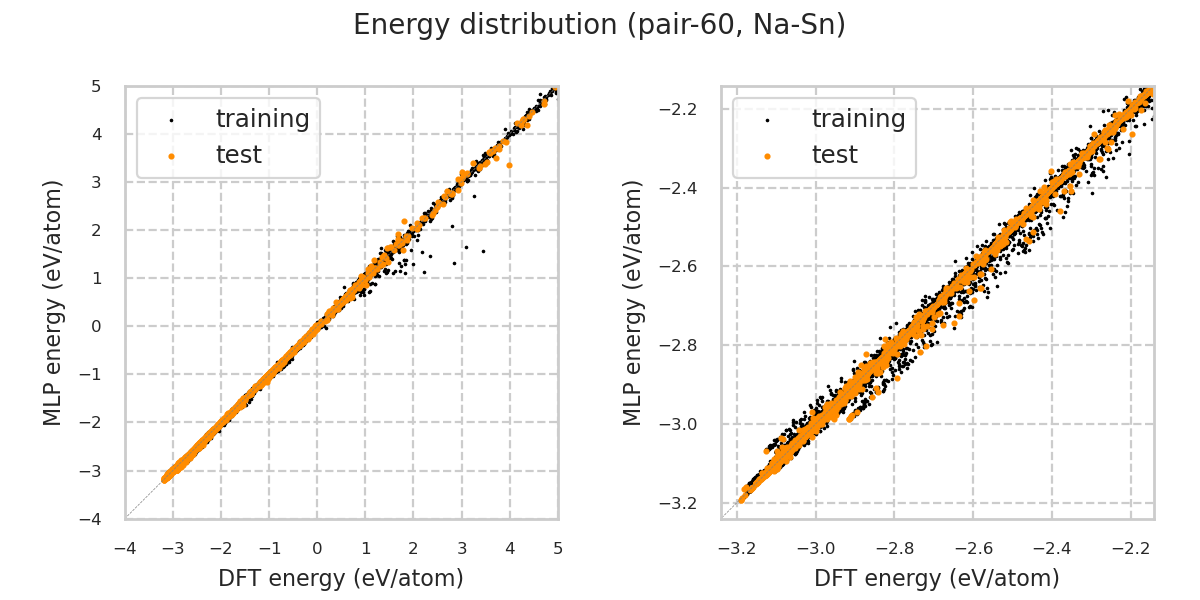 Energy distribution (pair-60, Na-Sn)
MLP energy (eV/atom)
5
4
3
2
1
0
−1
−2
−3
−4
training
test
−4 −3 −2 −1 0 1 2 3 4 5
DFT energy (eV/atom)
MLP energy (eV/atom)
−2.2
−2.4
−2.6
−2.8
−3.0
−3.2
training
test
−3.2 −3.0 −2.8 −2.6 −2.4 −2.2
DFT energy (eV/atom)